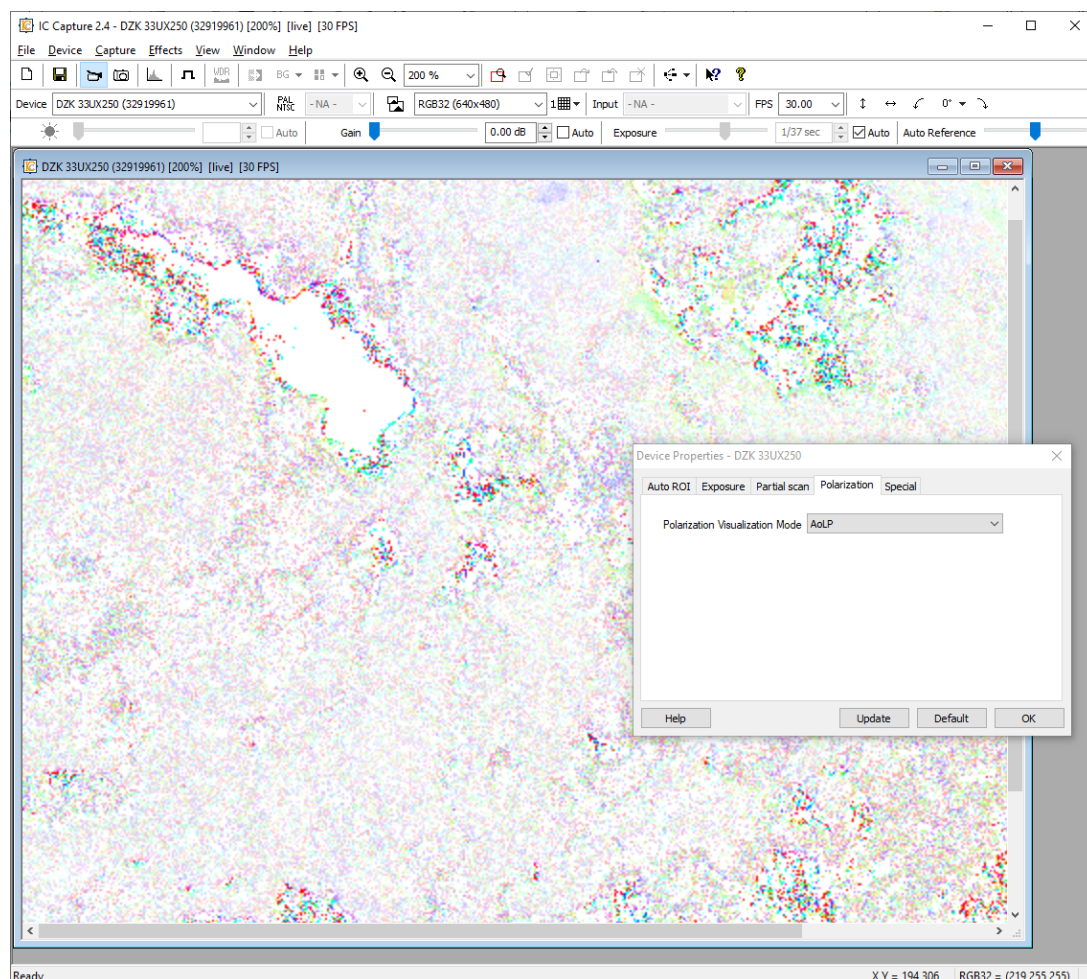 IC Capture 2.4 - DZK 33UX250 (32919961) [200%] [live] [30 FPS]
File Device Capture Effects View Window Help
WDR BG 200 %
Device DZK 33UX250 (32919961) PAL NTSC - NA - RGB32 (640x480) 1 Input - NA - FPS 30.00 0°
Auto Gain 0.00 dB Auto Exposure 1/37 sec Auto Auto Reference
IC DZK 33UX250 (32919961) [200%] [live] [30 FPS]
Device Properties - DZK 33UX250
Auto ROI Exposure Partial scan Polarization Special
Polarization Visualization Mode AoLP
Help Update Default OK
Ready X,Y = 194,306 RGB32 = (219,255,255)